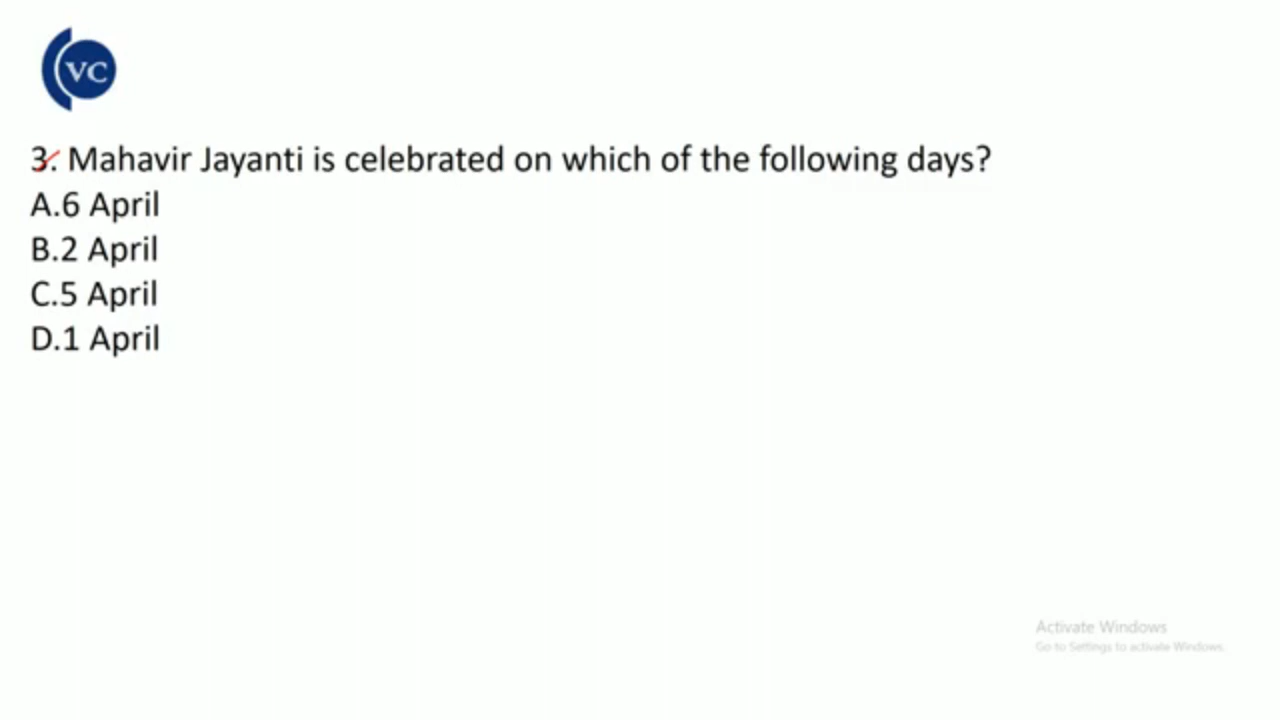 VC
3. Mahavir Jayanti is celebrated on which of the following days?
A.6 April
B.2 April
C.5 April
D.1 April
Activate Windows
Go to Settings to activate Windows.